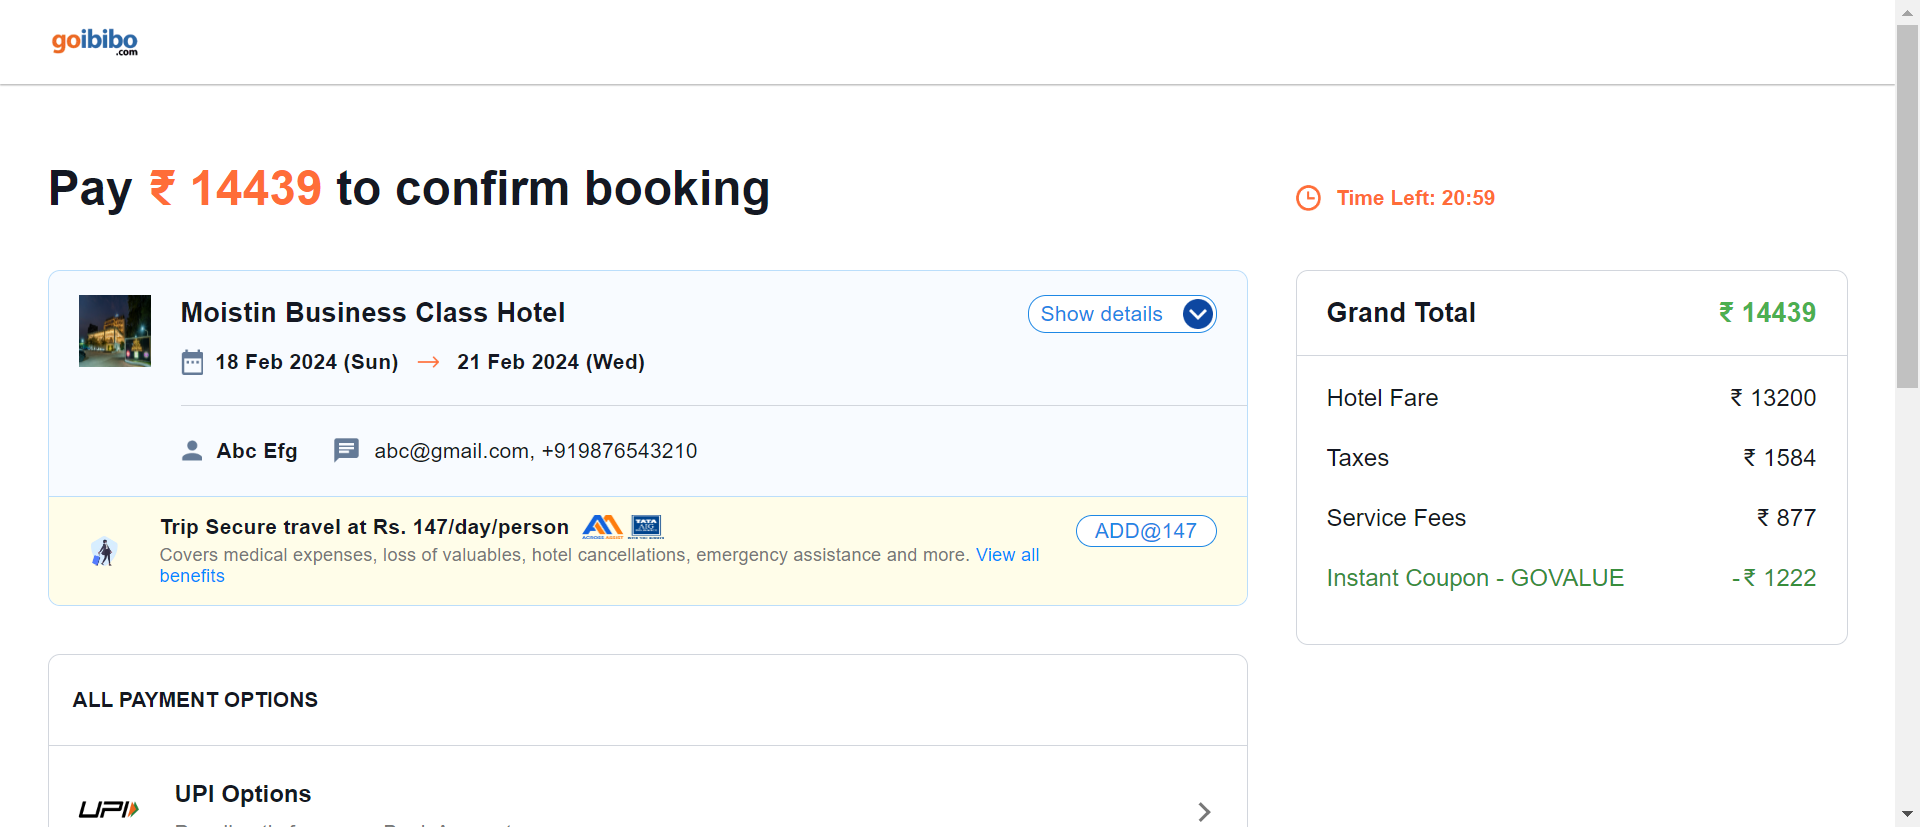 goibibo
.com
Pay ₹ 14439 to confirm booking
Time Left: 20:59
Moistin Business Class Hotel
Show details
18 Feb 2024 (Sun) → 21 Feb 2024 (Wed)
Abc Efg abc@gmail.com, +919876543210
Trip Secure travel at Rs. 147/day/person
ACROSS ASSIST
TATA
AIG
ADD@147
Covers medical expenses, loss of valuables, hotel cancellations, emergency assistance and more. View all
benefits
Grand Total ₹ 14439
Hotel Fare ₹ 13200
Taxes ₹ 1584
Service Fees ₹ 877
Instant Coupon - GOVALUE -₹ 1222
ALL PAYMENT OPTIONS
UPI
UPI Options